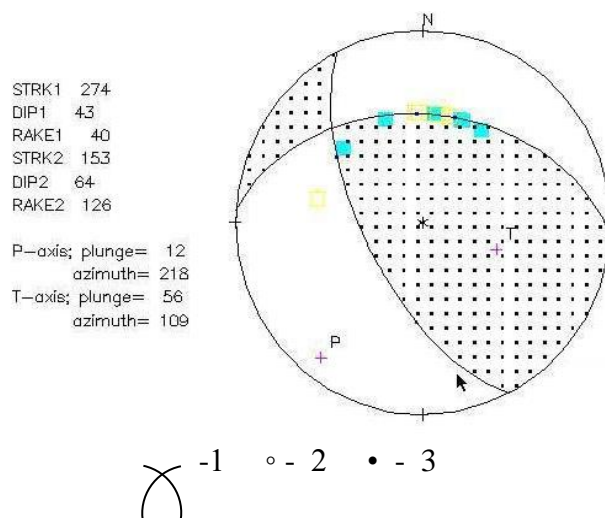 N
STRK1 274
DIP1 43
RAKE1 40
STRK2 153
DIP2 64
RAKE2 126
P-axis; plunge= 12
azimuth= 218
T-axis; plunge= 56
azimuth= 109
T
P
-1 ∘- 2 • - 3